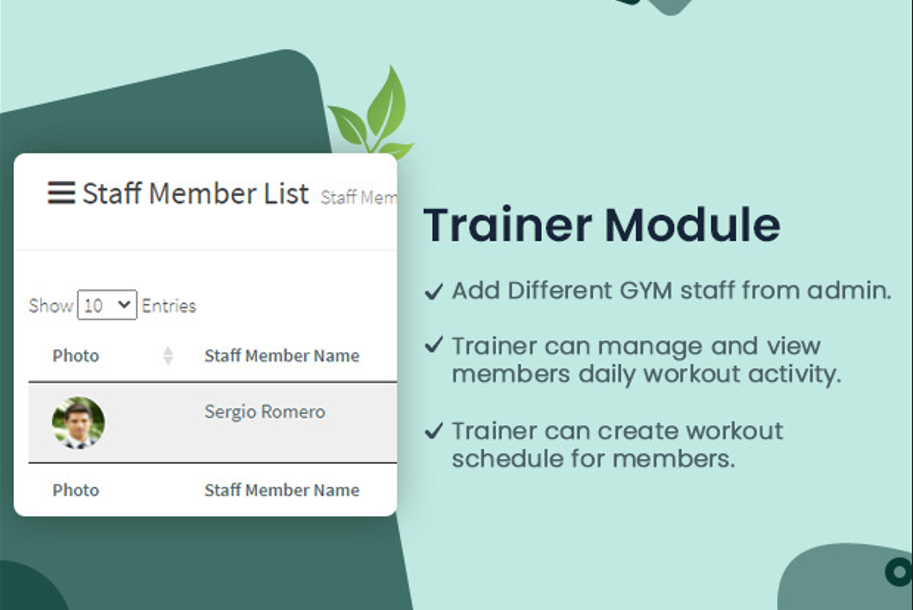 Staff Member List Staff Mem
Show 10 Entries
Photo Staff Member Name
Sergio Romero
Photo Staff Member Name
Trainer Module
Add Different GYM staff from admin.
Trainer can manage and view
members daily workout activity.
Trainer can create workout
schedule for members.